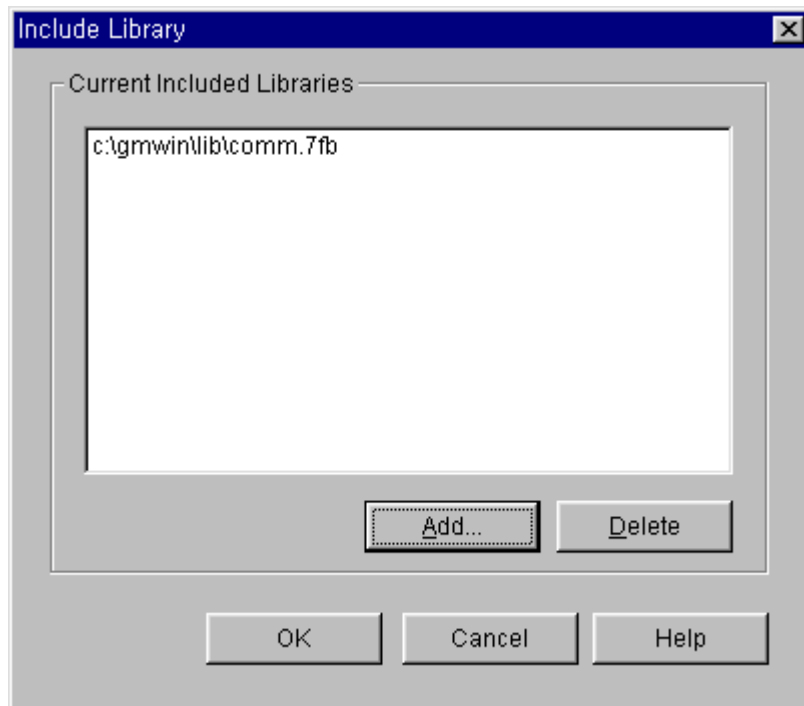 Include Library
Current Included Libraries
c:\gmwin\lib\comm.7fb
Add...
Delete
OK
Cancel
Help